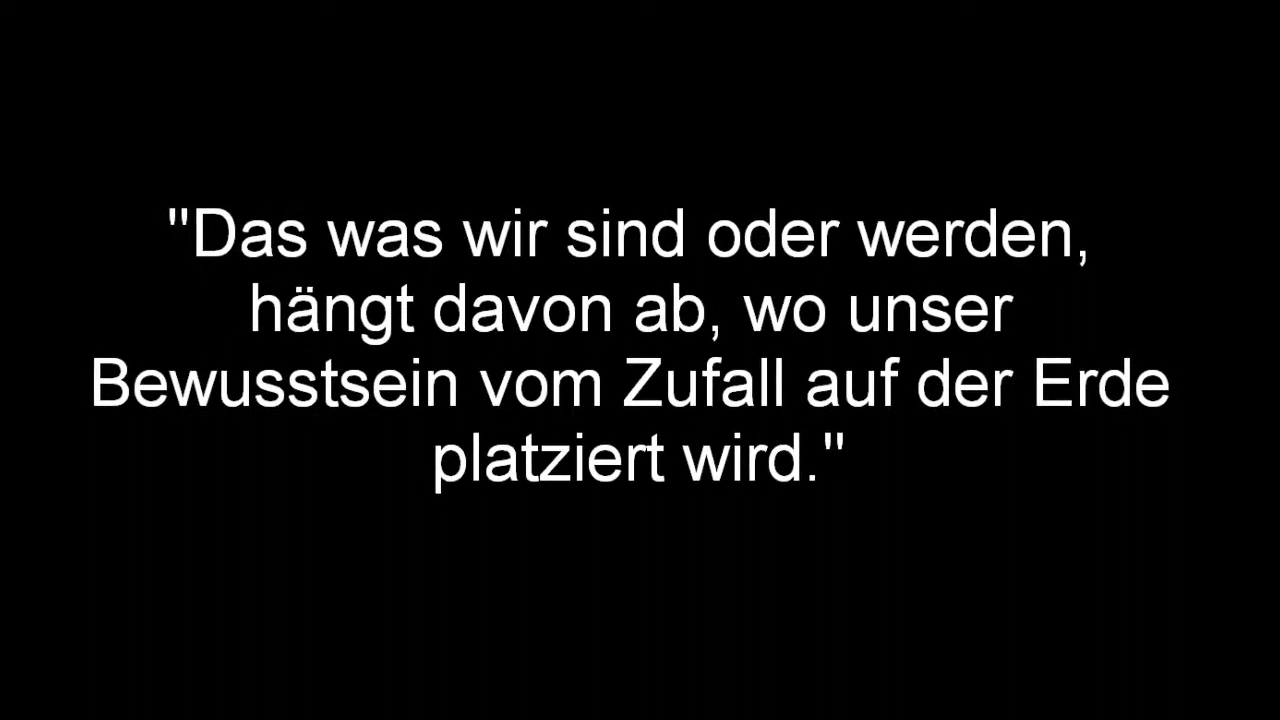 "Das was wir sind oder werden,
hängt davon ab, wo unser
Bewusstsein vom Zufall auf der Erde
platziert wird."